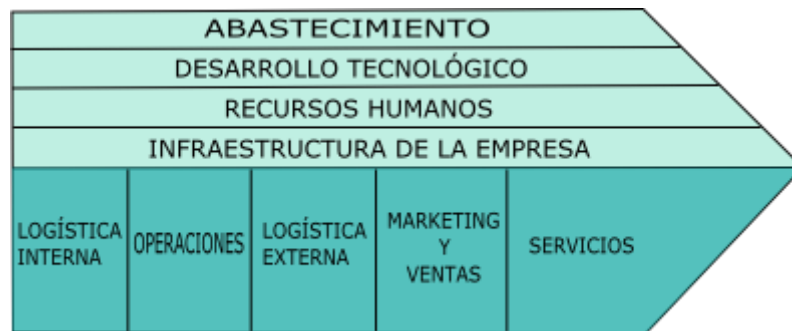 ABASTECIMIENTO
DESARROLLO TECNOLÓGICO
RECURSOS HUMANOS
INFRAESTRUCTURA DE LA EMPRESA
LOGÍSTICA
INTERNA
OPERACIONES
LOGÍSTICA
EXTERNA
MARKETING
Y
VENTAS
SERVICIOS